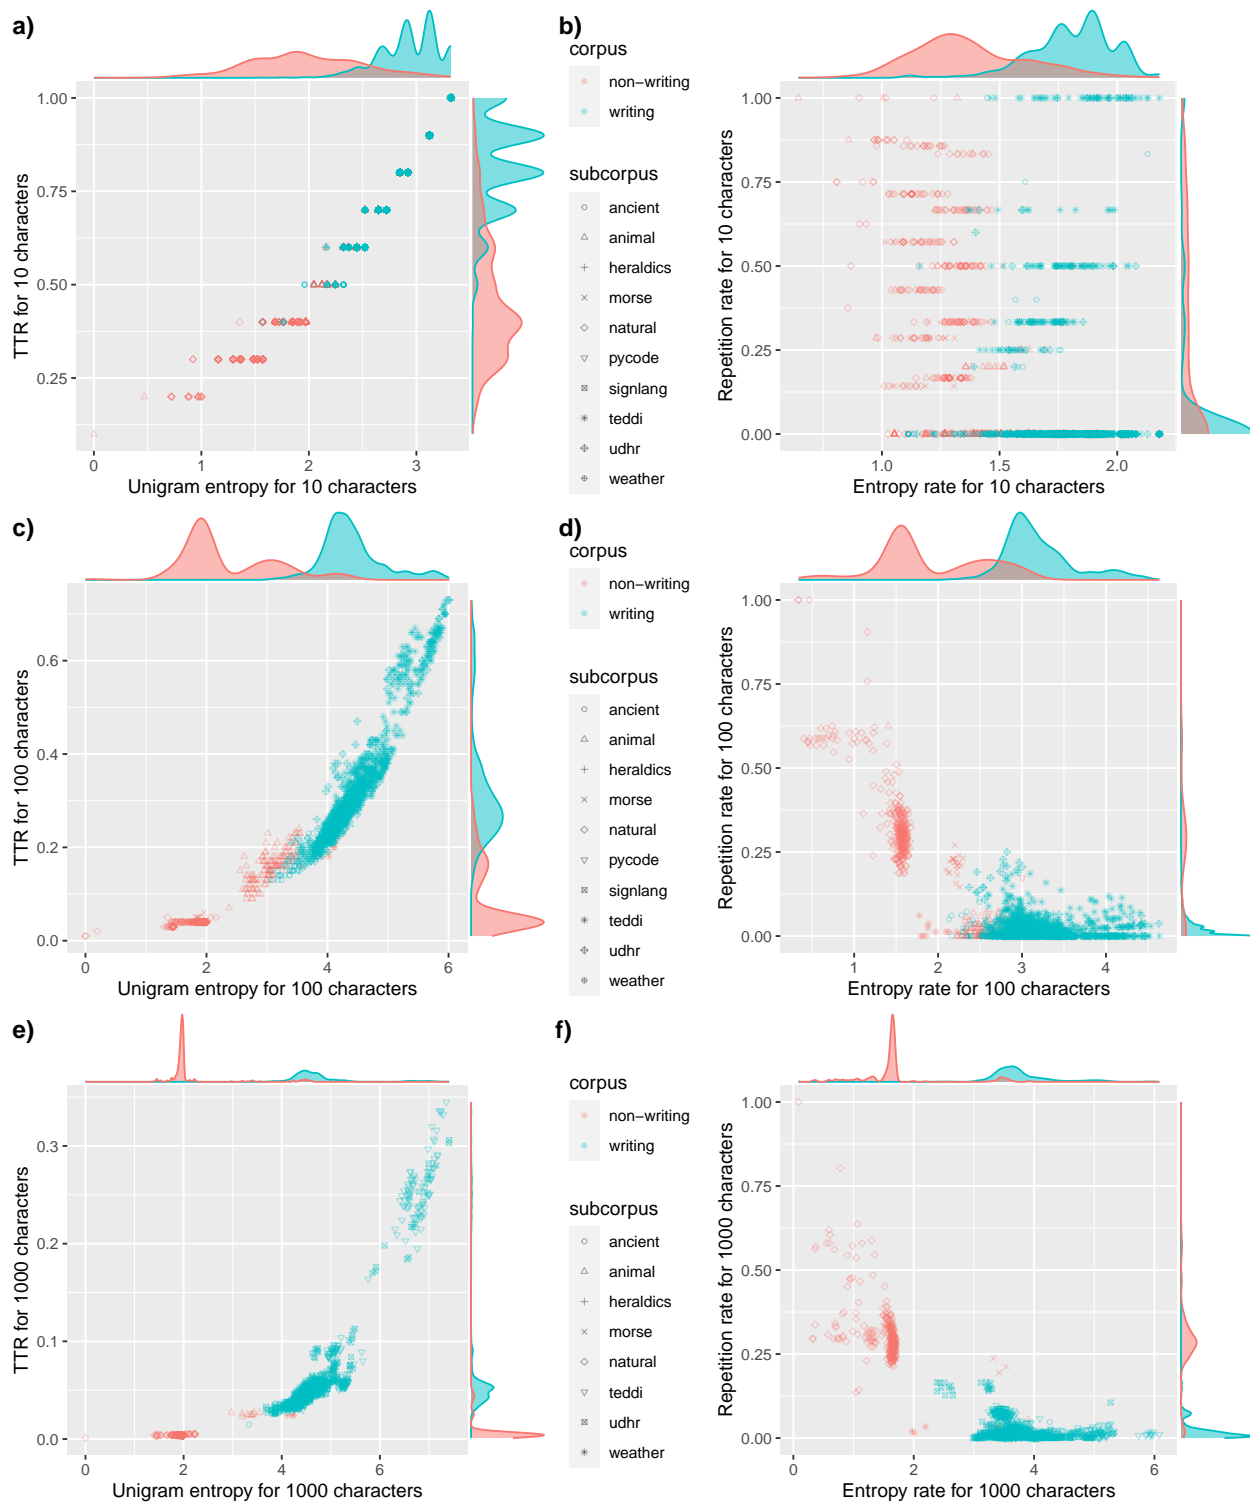 a)
TTR for 10 characters
1.00
0.75
0.50
0.25
0
1
2
3
Unigram entropy for 10 characters
corpus
non−writing
writing
subcorpus
ancient
animal
heraldics
morse
natural
pycode
signlang
teddi
udhr
weather
b)
Repetition rate for 10 characters
1.00
0.75
0.50
0.25
0.00
1.0
1.5
2.0
Entropy rate for 10 characters
c)
TTR for 100 characters
0.6
0.4
0.2
0.0
0
2
4
6
Unigram entropy for 100 characters
corpus
non−writing
writing
subcorpus
ancient
animal
heraldics
morse
natural
pycode
signlang
teddi
udhr
weather
d)
Repetition rate for 100 characters
1.00
0.75
0.50
0.25
0.00
1
2
3
4
Entropy rate for 100 characters
e)
TTR for 1000 characters
0.3
0.2
0.1
0.0
0
2
4
6
Unigram entropy for 1000 characters
corpus
non−writing
writing
subcorpus
ancient
animal
heraldics
morse
natural
teddi
udhr
weather
f)
Repetition rate for 1000 characters
1.00
0.75
0.50
0.25
0.00
0
2
4
6
Entropy rate for 1000 characters